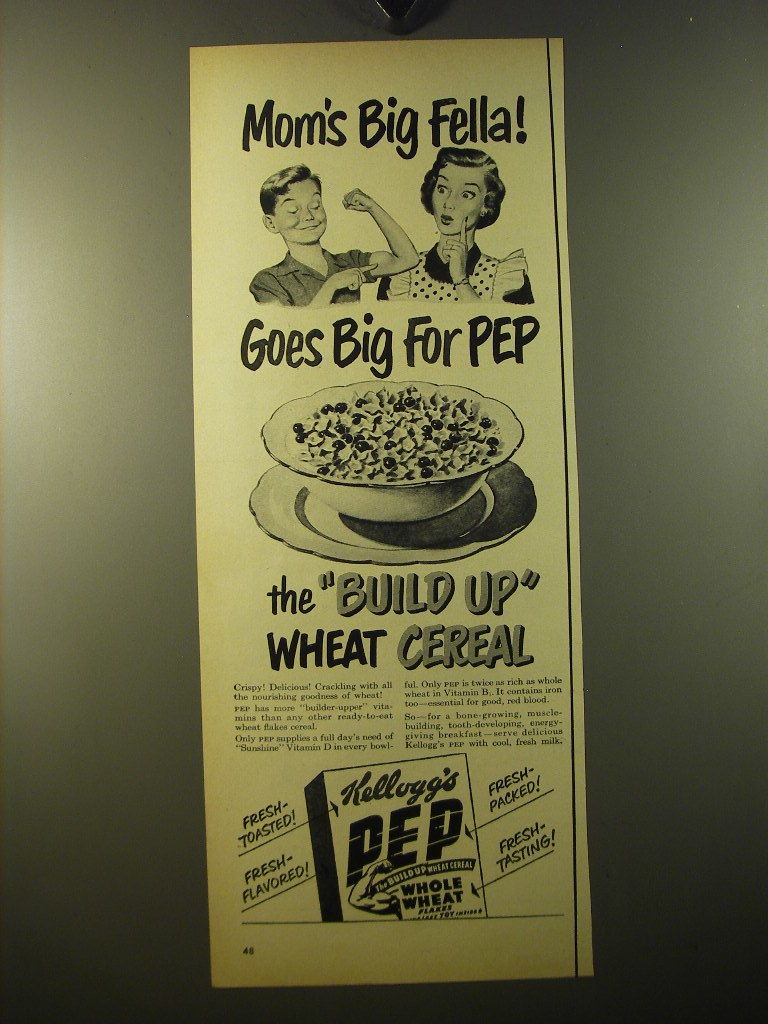 Mom's Big Fella!
Goes Big For PEP
the "BUILD UP"
WHEAT CEREAL
Crispy! Delicious! Crackling with all
the nourishing goodness of wheat!
PEP has more "builder-upper" vita-
mins than any other ready-to-eat
wheat flakes cereal.
Only PEP supplies a full day's need of
"Sunshine" Vitamin D in every bowl-
ful. Only PEP is twice as rich as whole
wheat in Vitamin B₁. It contains iron
too—essential for good, red blood.
So—for a bone-growing, muscle-
building, tooth-developing, energy-
giving breakfast—serve delicious
Kellogg's PEP with cool, fresh milk.
FRESH-
TOASTED!
FRESH-
FLAVORED!
Kellogg's
PEP
The BUILD UP WHEAT CEREAL
WHOLE
WHEAT
FLAKES
TOY INSIDE
FRESH-
PACKED!
FRESH-
TASTING!
48